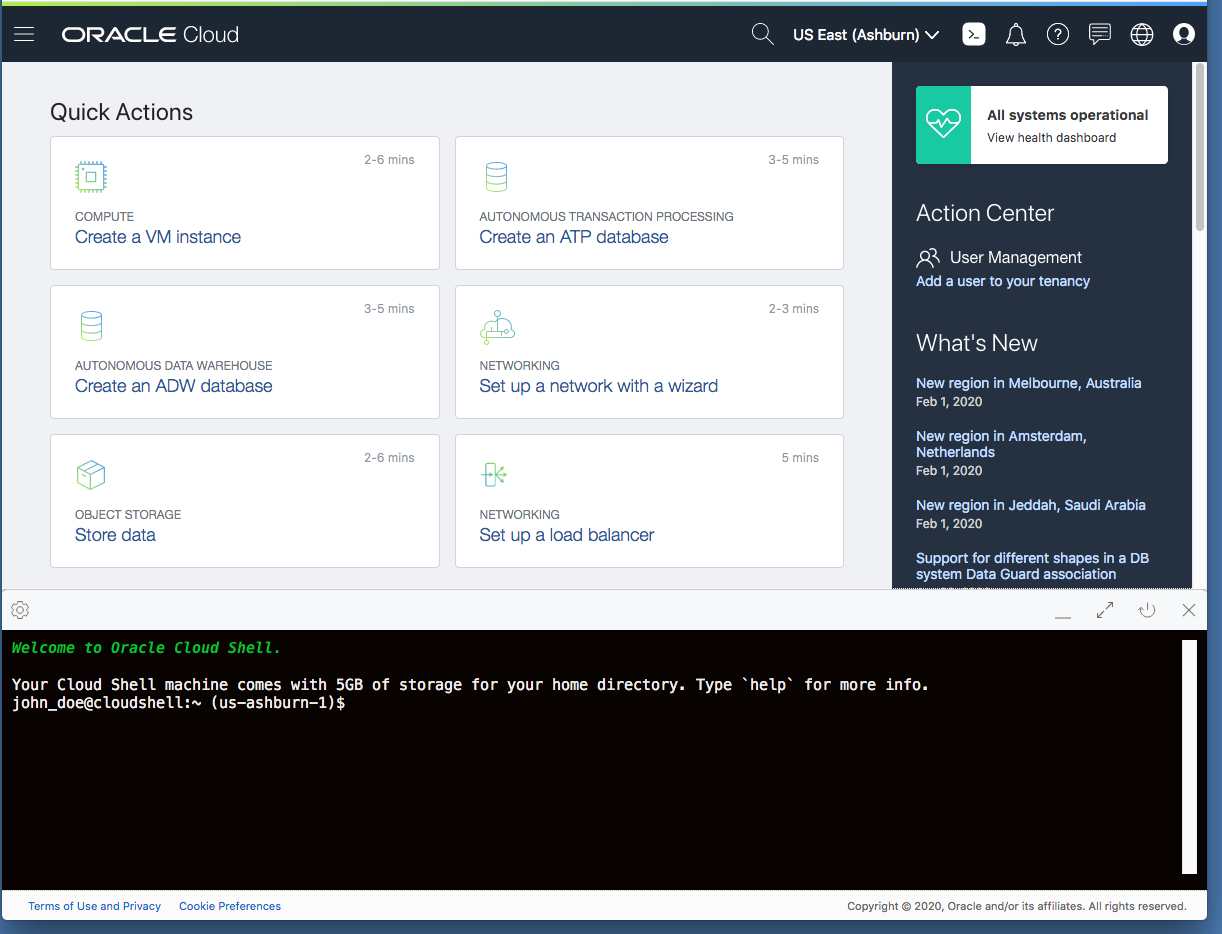 ORACLE Cloud
US East (Ashburn)
Quick Actions
2-6 mins
COMPUTE
Create a VM instance
3-5 mins
AUTONOMOUS TRANSACTION PROCESSING
Create an ATP database
3-5 mins
AUTONOMOUS DATA WAREHOUSE
Create an ADW database
2-3 mins
NETWORKING
Set up a network with a wizard
2-6 mins
OBJECT STORAGE
Store data
5 mins
NETWORKING
Set up a load balancer
All systems operational
View health dashboard
Action Center
User Management
Add a user to your tenancy
What's New
New region in Melbourne, Australia
Feb 1, 2020
New region in Amsterdam,
Netherlands
Feb 1, 2020
New region in Jeddah, Saudi Arabia
Feb 1, 2020
Support for different shapes in a DB
system Data Guard association
Welcome to Oracle Cloud Shell.
Your Cloud Shell machine comes with 5GB of storage for your home directory. Type `help` for more info.
john_doe@cloudshell:~ (us-ashburn-1)$
Terms of Use and Privacy
Cookie Preferences
Copyright © 2020, Oracle and/or its affiliates. All rights reserved.